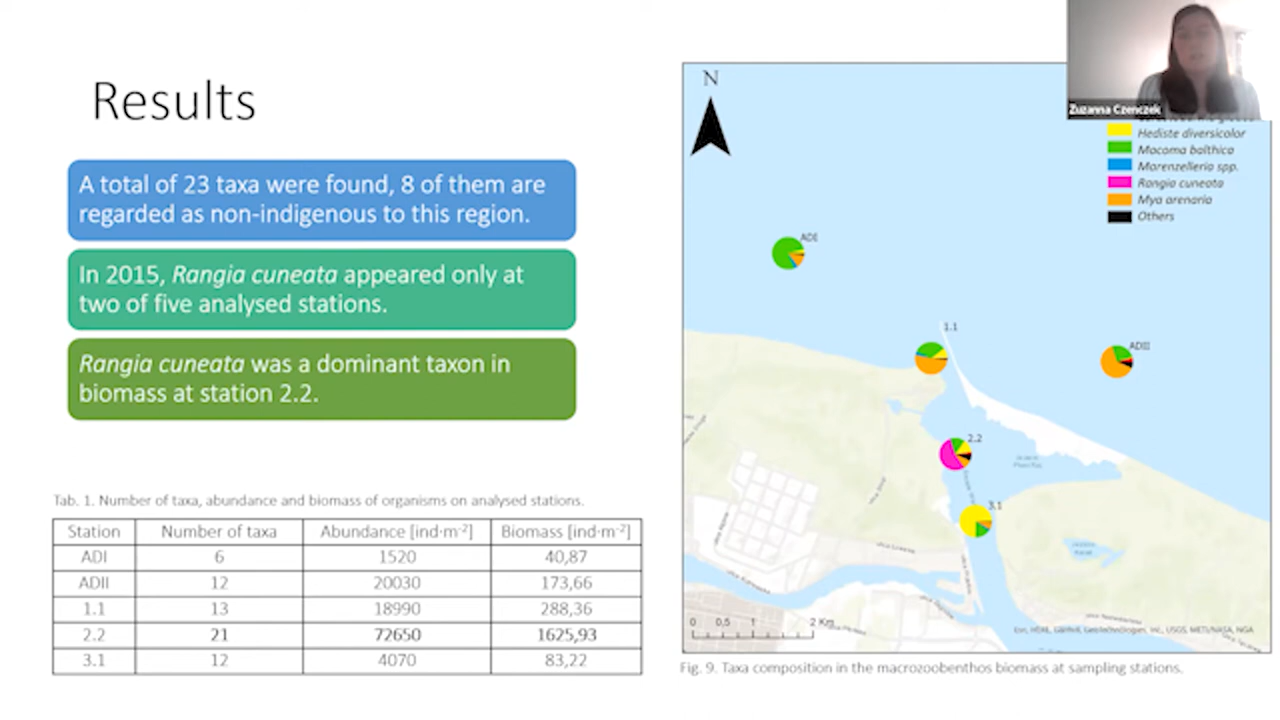 Results
A total of 23 taxa were found, 8 of them are
regarded as non-indigenous to this region.
In 2015, Rangia cuneata appeared only at
two of five analysed stations.
Rangia cuneata was a dominant taxon in
biomass at station 2.2.
Tab. 1. Number of taxa, abundance and biomass of organisms on analysed stations.
Station Number of taxa Abundance [ind·m⁻²] Biomass [ind·m⁻²]
ADI 6 1520 40,87
ADII 12 20030 173,66
1.1 13 18990 288,36
2.2 21 72650 1625,93
3.1 12 4070 83,22
Zuzanna Czenczek
N
Hediste diversicolor
Macoma balthica
Marenzelleria spp.
Rangia cuneata
Mya arenaria
Others
ADI
1.1
ADII
2.2
3.1
0 0,5 1 2 Km
Fig. 9. Taxa composition in the macrozoobenthos biomass at sampling stations.